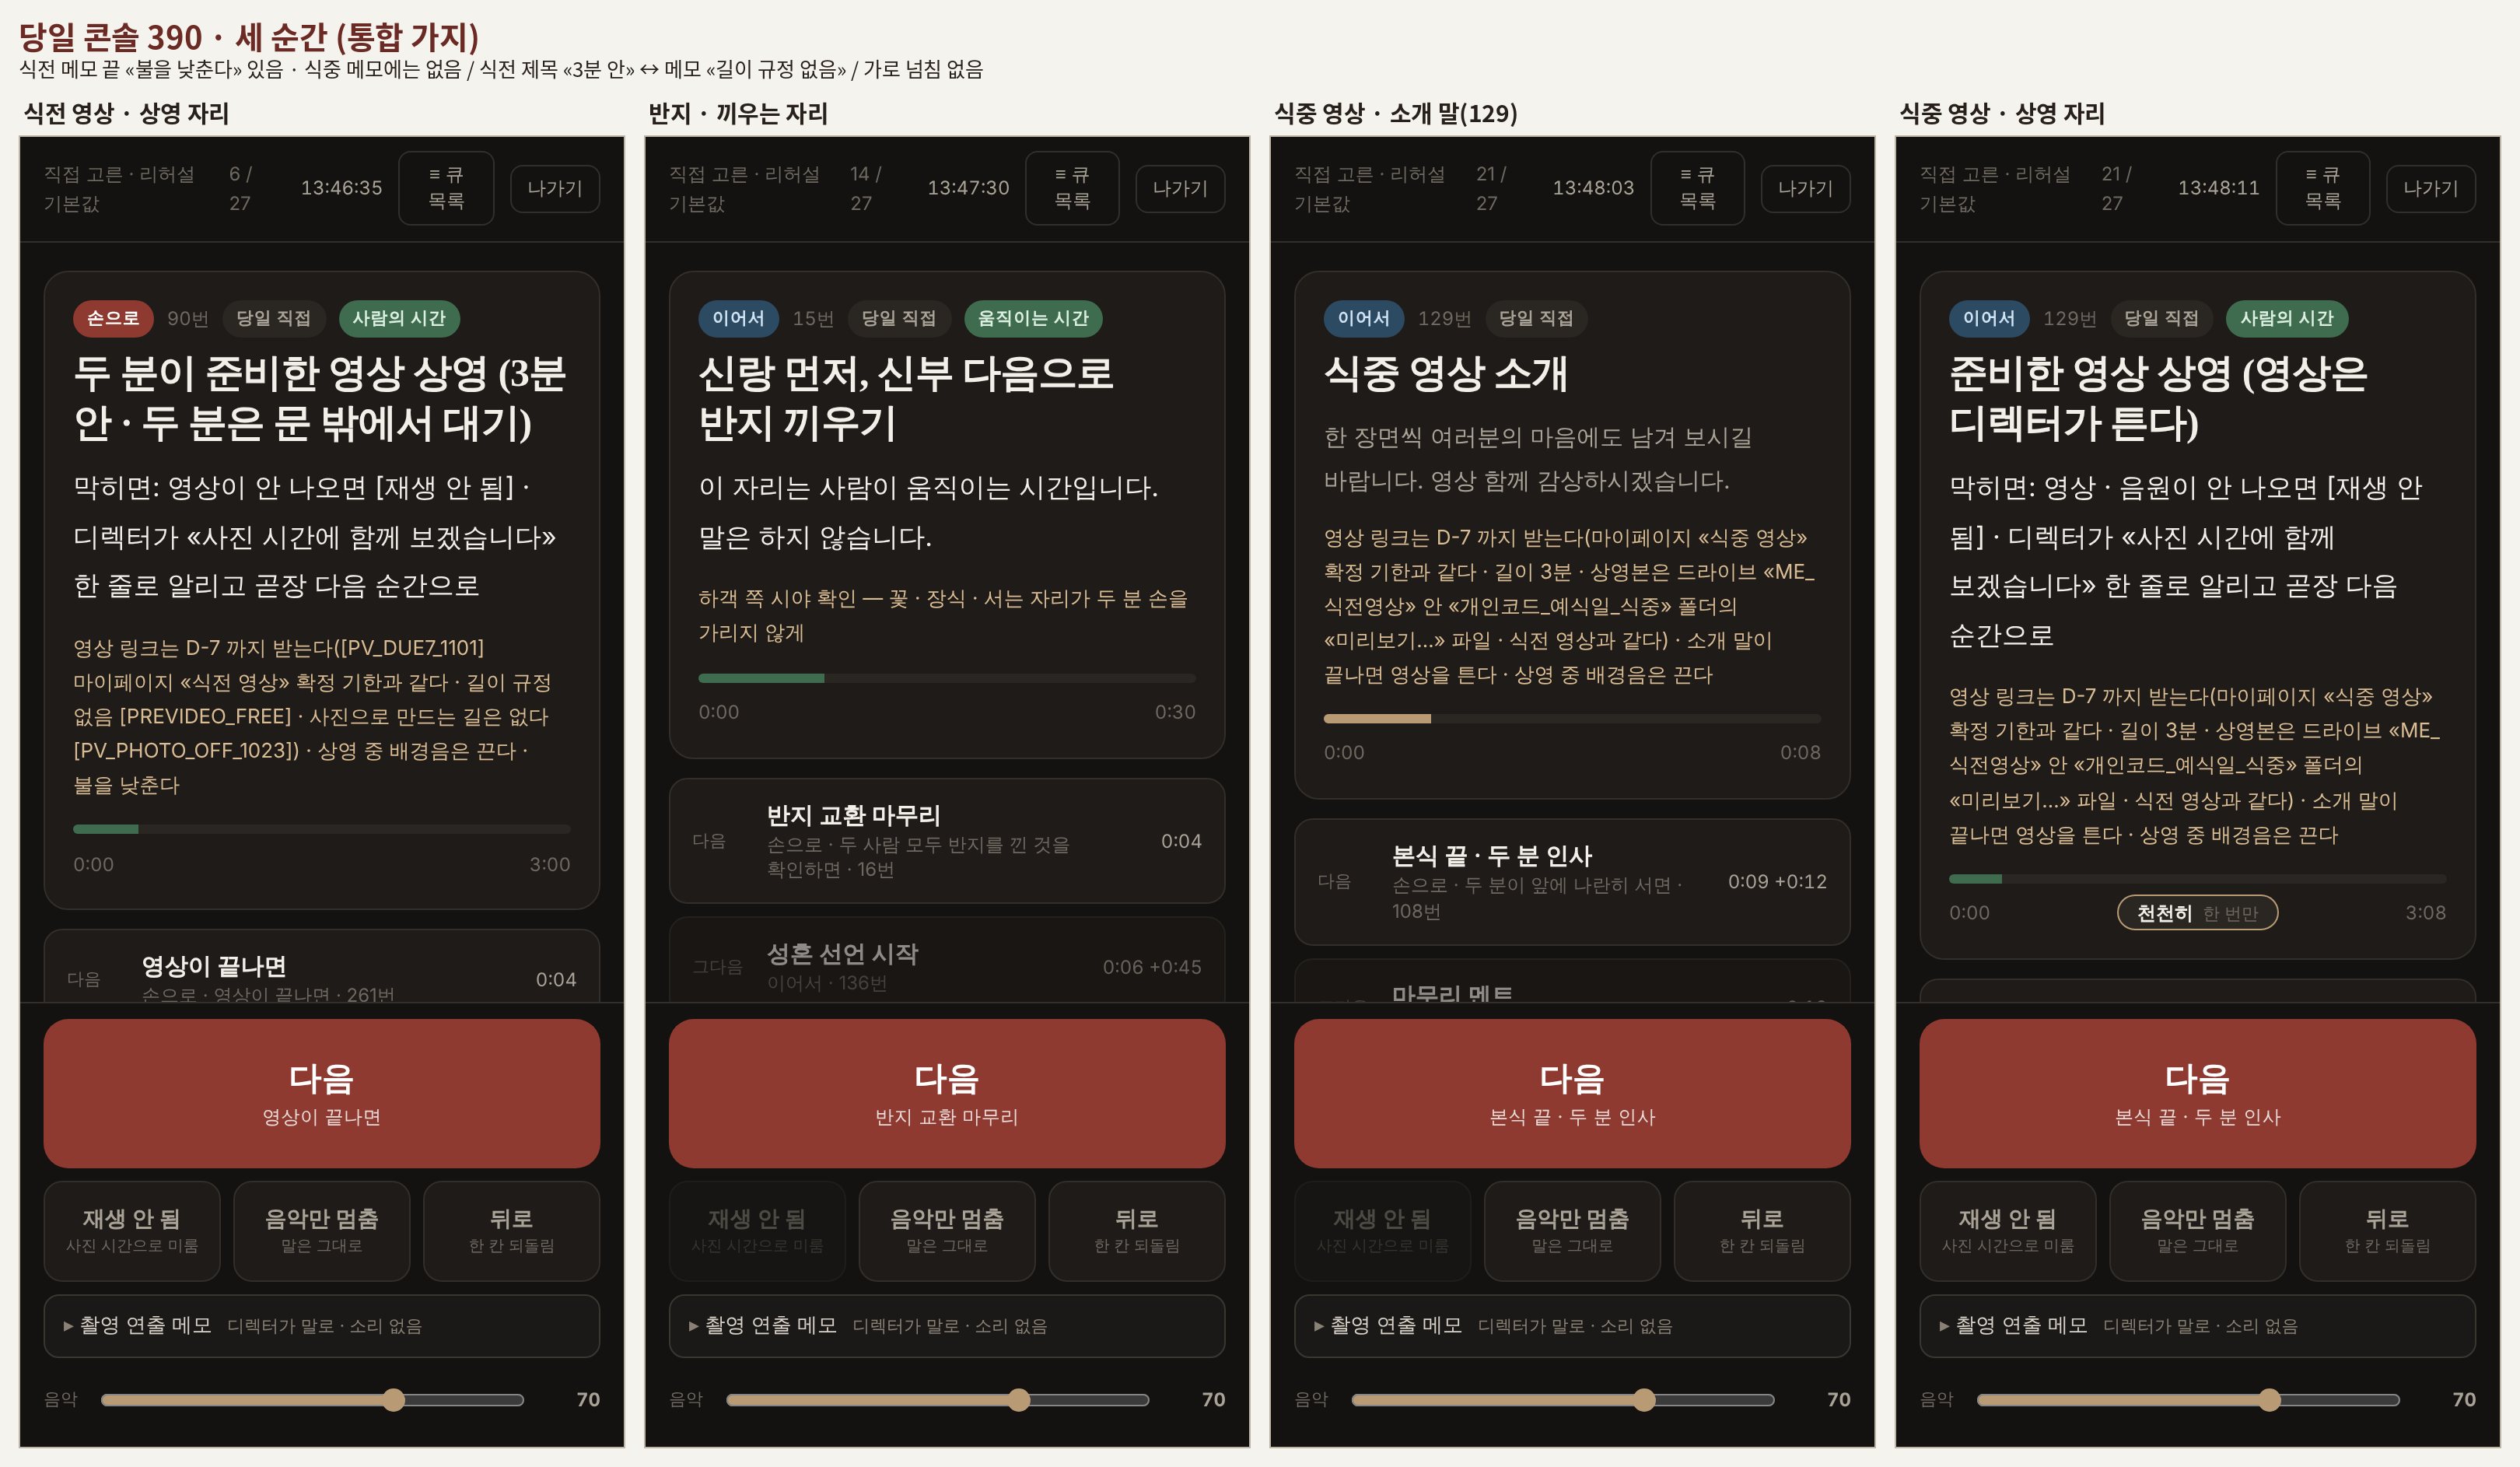 당일 콘솔 390 · 세 순간 (통합 가지)
식전 메모 끝 «불을 낮춘다» 있음 · 식중 메모에는 없음 / 식전 제목 «3분 안» ↔ 메모 «길이 규정 없음» / 가로 넘침 없음
식전 영상 · 상영 자리
직접 고른 · 리허설
기본값
6 /
27
13:46:35
≡ 큐
목록
나가기
손으로 90번 당일 직접 사람의 시간
두 분이 준비한 영상 상영 (3분
안 · 두 분은 문 밖에서 대기)
막히면: 영상이 안 나오면 [재생 안 됨] ·
디렉터가 «사진 시간에 함께 보겠습니다»
한 줄로 알리고 곧장 다음 순간으로
영상 링크는 D-7 까지 받는다([PV_DUE7_1101]
마이페이지 «식전 영상» 확정 기한과 같다 · 길이 규정
없음 [PREVIDEO_FREE] · 사진으로 만드는 길은 없다
[PV_PHOTO_OFF_1023]) · 상영 중 배경음은 끈다 ·
불을 낮춘다
0:00 3:00
다음
영상이 끝나면
손으로 · 영상이 끝나면 · 261번
0:04
다음
영상이 끝나면
재생 안 됨
사진 시간으로 미룸
음악만 멈춤
말은 그대로
뒤로
한 칸 되돌림
▸ 촬영 연출 메모 디렉터가 말로 · 소리 없음
음악 70
반지 · 끼우는 자리
직접 고른 · 리허설
기본값
14 /
27
13:47:30
≡ 큐
목록
나가기
이어서 15번 당일 직접 움직이는 시간
신랑 먼저, 신부 다음으로
반지 끼우기
이 자리는 사람이 움직이는 시간입니다.
말은 하지 않습니다.
하객 쪽 시야 확인 — 꽃 · 장식 · 서는 자리가 두 분 손을
가리지 않게
0:00 0:30
다음
반지 교환 마무리
손으로 · 두 사람 모두 반지를 낀 것을
확인하면 · 16번
0:04
그다음
성혼 선언 시작
이어서 · 136번
0:06 +0:45
다음
반지 교환 마무리
재생 안 됨
사진 시간으로 미룸
음악만 멈춤
말은 그대로
뒤로
한 칸 되돌림
▸ 촬영 연출 메모 디렉터가 말로 · 소리 없음
음악 70
식중 영상 · 소개 말(129)
직접 고른 · 리허설
기본값
21 /
27
13:48:03
≡ 큐
목록
나가기
이어서 129번 당일 직접
식중 영상 소개
한 장면씩 여러분의 마음에도 남겨 보시길
바랍니다. 영상 함께 감상하시겠습니다.
영상 링크는 D-7 까지 받는다(마이페이지 «식중 영상»
확정 기한과 같다 · 길이 3분 · 상영본은 드라이브 «ME_
식전영상» 안 «개인코드_예식일_식중» 폴더의
«미리보기…» 파일 · 식전 영상과 같다) · 소개 말이
끝나면 영상을 튼다 · 상영 중 배경음은 끈다
0:00 0:08
다음
본식 끝 · 두 분 인사
손으로 · 두 분이 앞에 나란히 서면 ·
108번
0:09 +0:12
마무리 멘트
다음
본식 끝 · 두 분 인사
재생 안 됨
사진 시간으로 미룸
음악만 멈춤
말은 그대로
뒤로
한 칸 되돌림
▸ 촬영 연출 메모 디렉터가 말로 · 소리 없음
음악 70
식중 영상 · 상영 자리
직접 고른 · 리허설
기본값
21 /
27
13:48:11
≡ 큐
목록
나가기
이어서 129번 당일 직접 사람의 시간
준비한 영상 상영 (영상은
디렉터가 튼다)
막히면: 영상 · 음원이 안 나오면 [재생 안
됨] · 디렉터가 «사진 시간에 함께
보겠습니다» 한 줄로 알리고 곧장 다음
순간으로
영상 링크는 D-7 까지 받는다(마이페이지 «식중 영상»
확정 기한과 같다 · 길이 3분 · 상영본은 드라이브 «ME_
식전영상» 안 «개인코드_예식일_식중» 폴더의
«미리보기…» 파일 · 식전 영상과 같다) · 소개 말이
끝나면 영상을 튼다 · 상영 중 배경음은 끈다
0:00 천천히 한 번만 3:08
다음
본식 끝 · 두 분 인사
재생 안 됨
사진 시간으로 미룸
음악만 멈춤
말은 그대로
뒤로
한 칸 되돌림
▸ 촬영 연출 메모 디렉터가 말로 · 소리 없음
음악 70